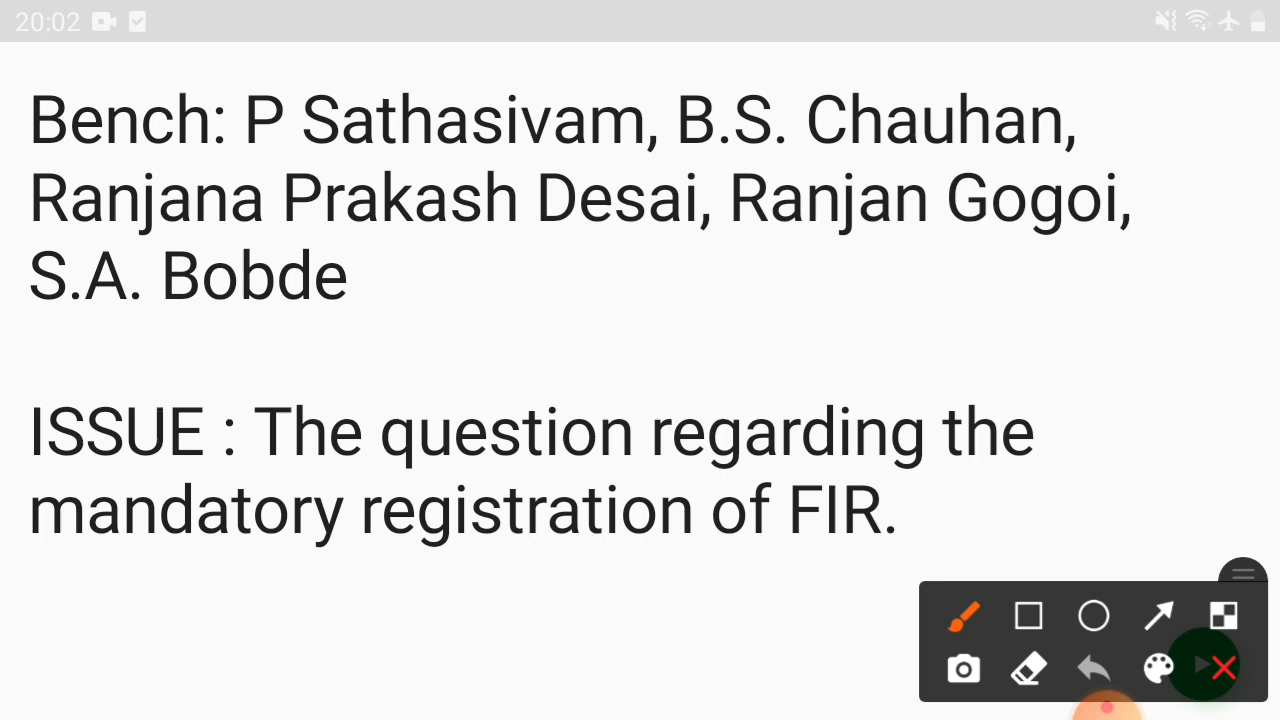 20:02
Bench: P Sathasivam, B.S. Chauhan,
Ranjana Prakash Desai, Ranjan Gogoi,
S.A. Bobde
ISSUE : The question regarding the
mandatory registration of FIR.